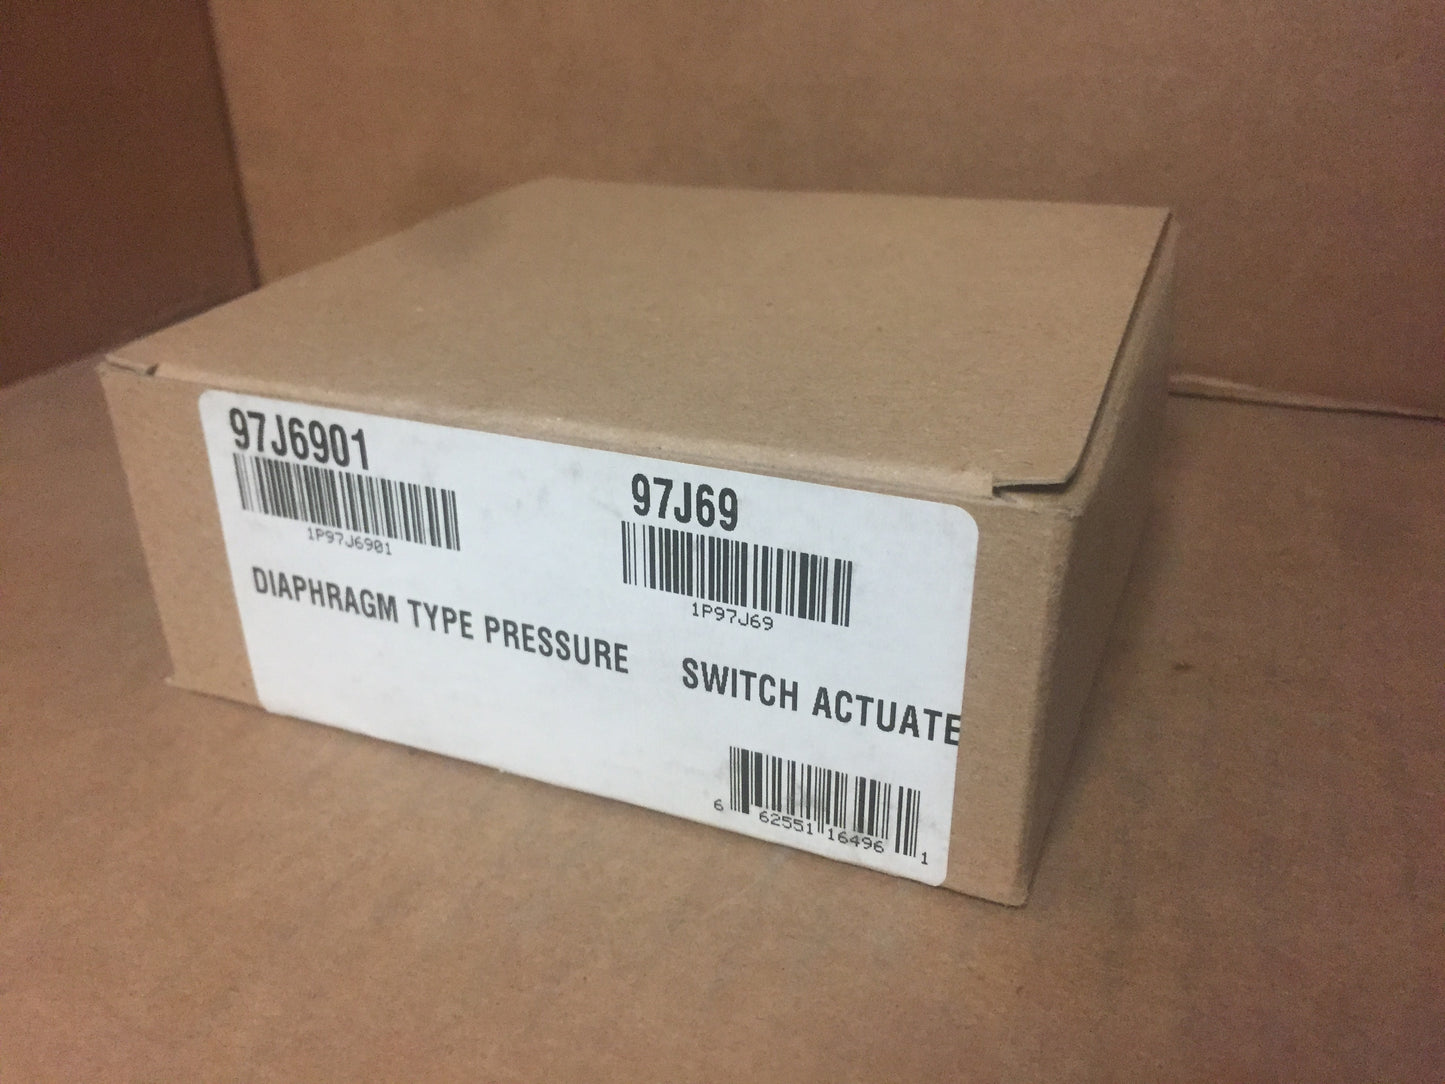 97J6901
1P97J6901
97J69
1P97J69
DIAPHRAGM TYPE PRESSURE SWITCH ACTUATE
6 62551 16496 1